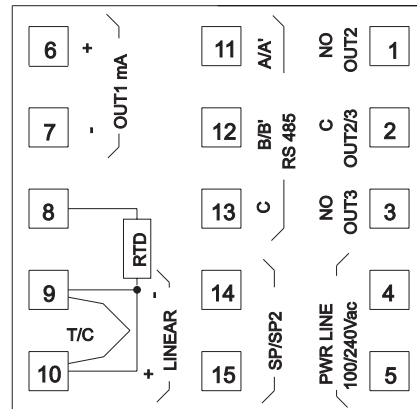 6 + 11 A/A' NO OUT2 1
OUT1 mA
7 - 12 B/B' RS 485 C OUT2/3 2
8 13 C NO OUT3 3
RTD
9 - 14 4
T/C LINEAR SP/SP2 PWR LINE 100/240Vac
10 + 15 5